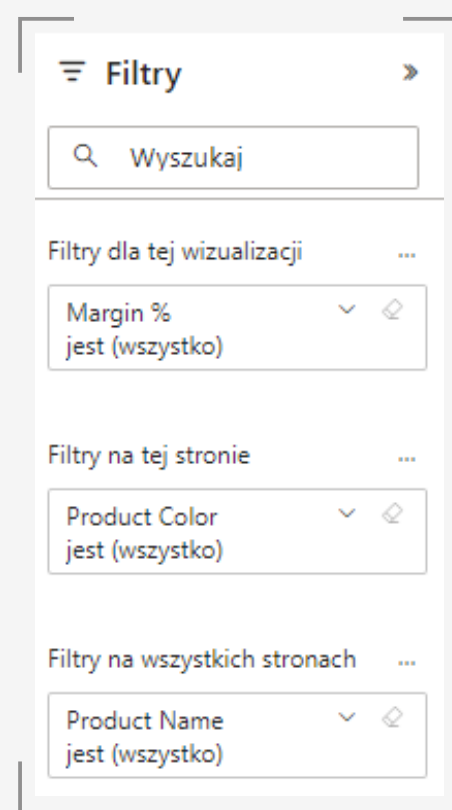 Filtry
Wyszukaj
Filtry dla tej wizualizacji
Margin %
jest (wszystko)
Filtry na tej stronie
Product Color
jest (wszystko)
Filtry na wszystkich stronach
Product Name
jest (wszystko)